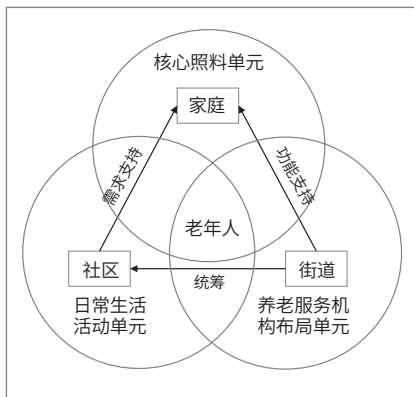 核心照料单元
家庭
需求支持
功能支持
老年人
社区
街道
统筹
日常生活
活动单元
养老服务机
构布局单元